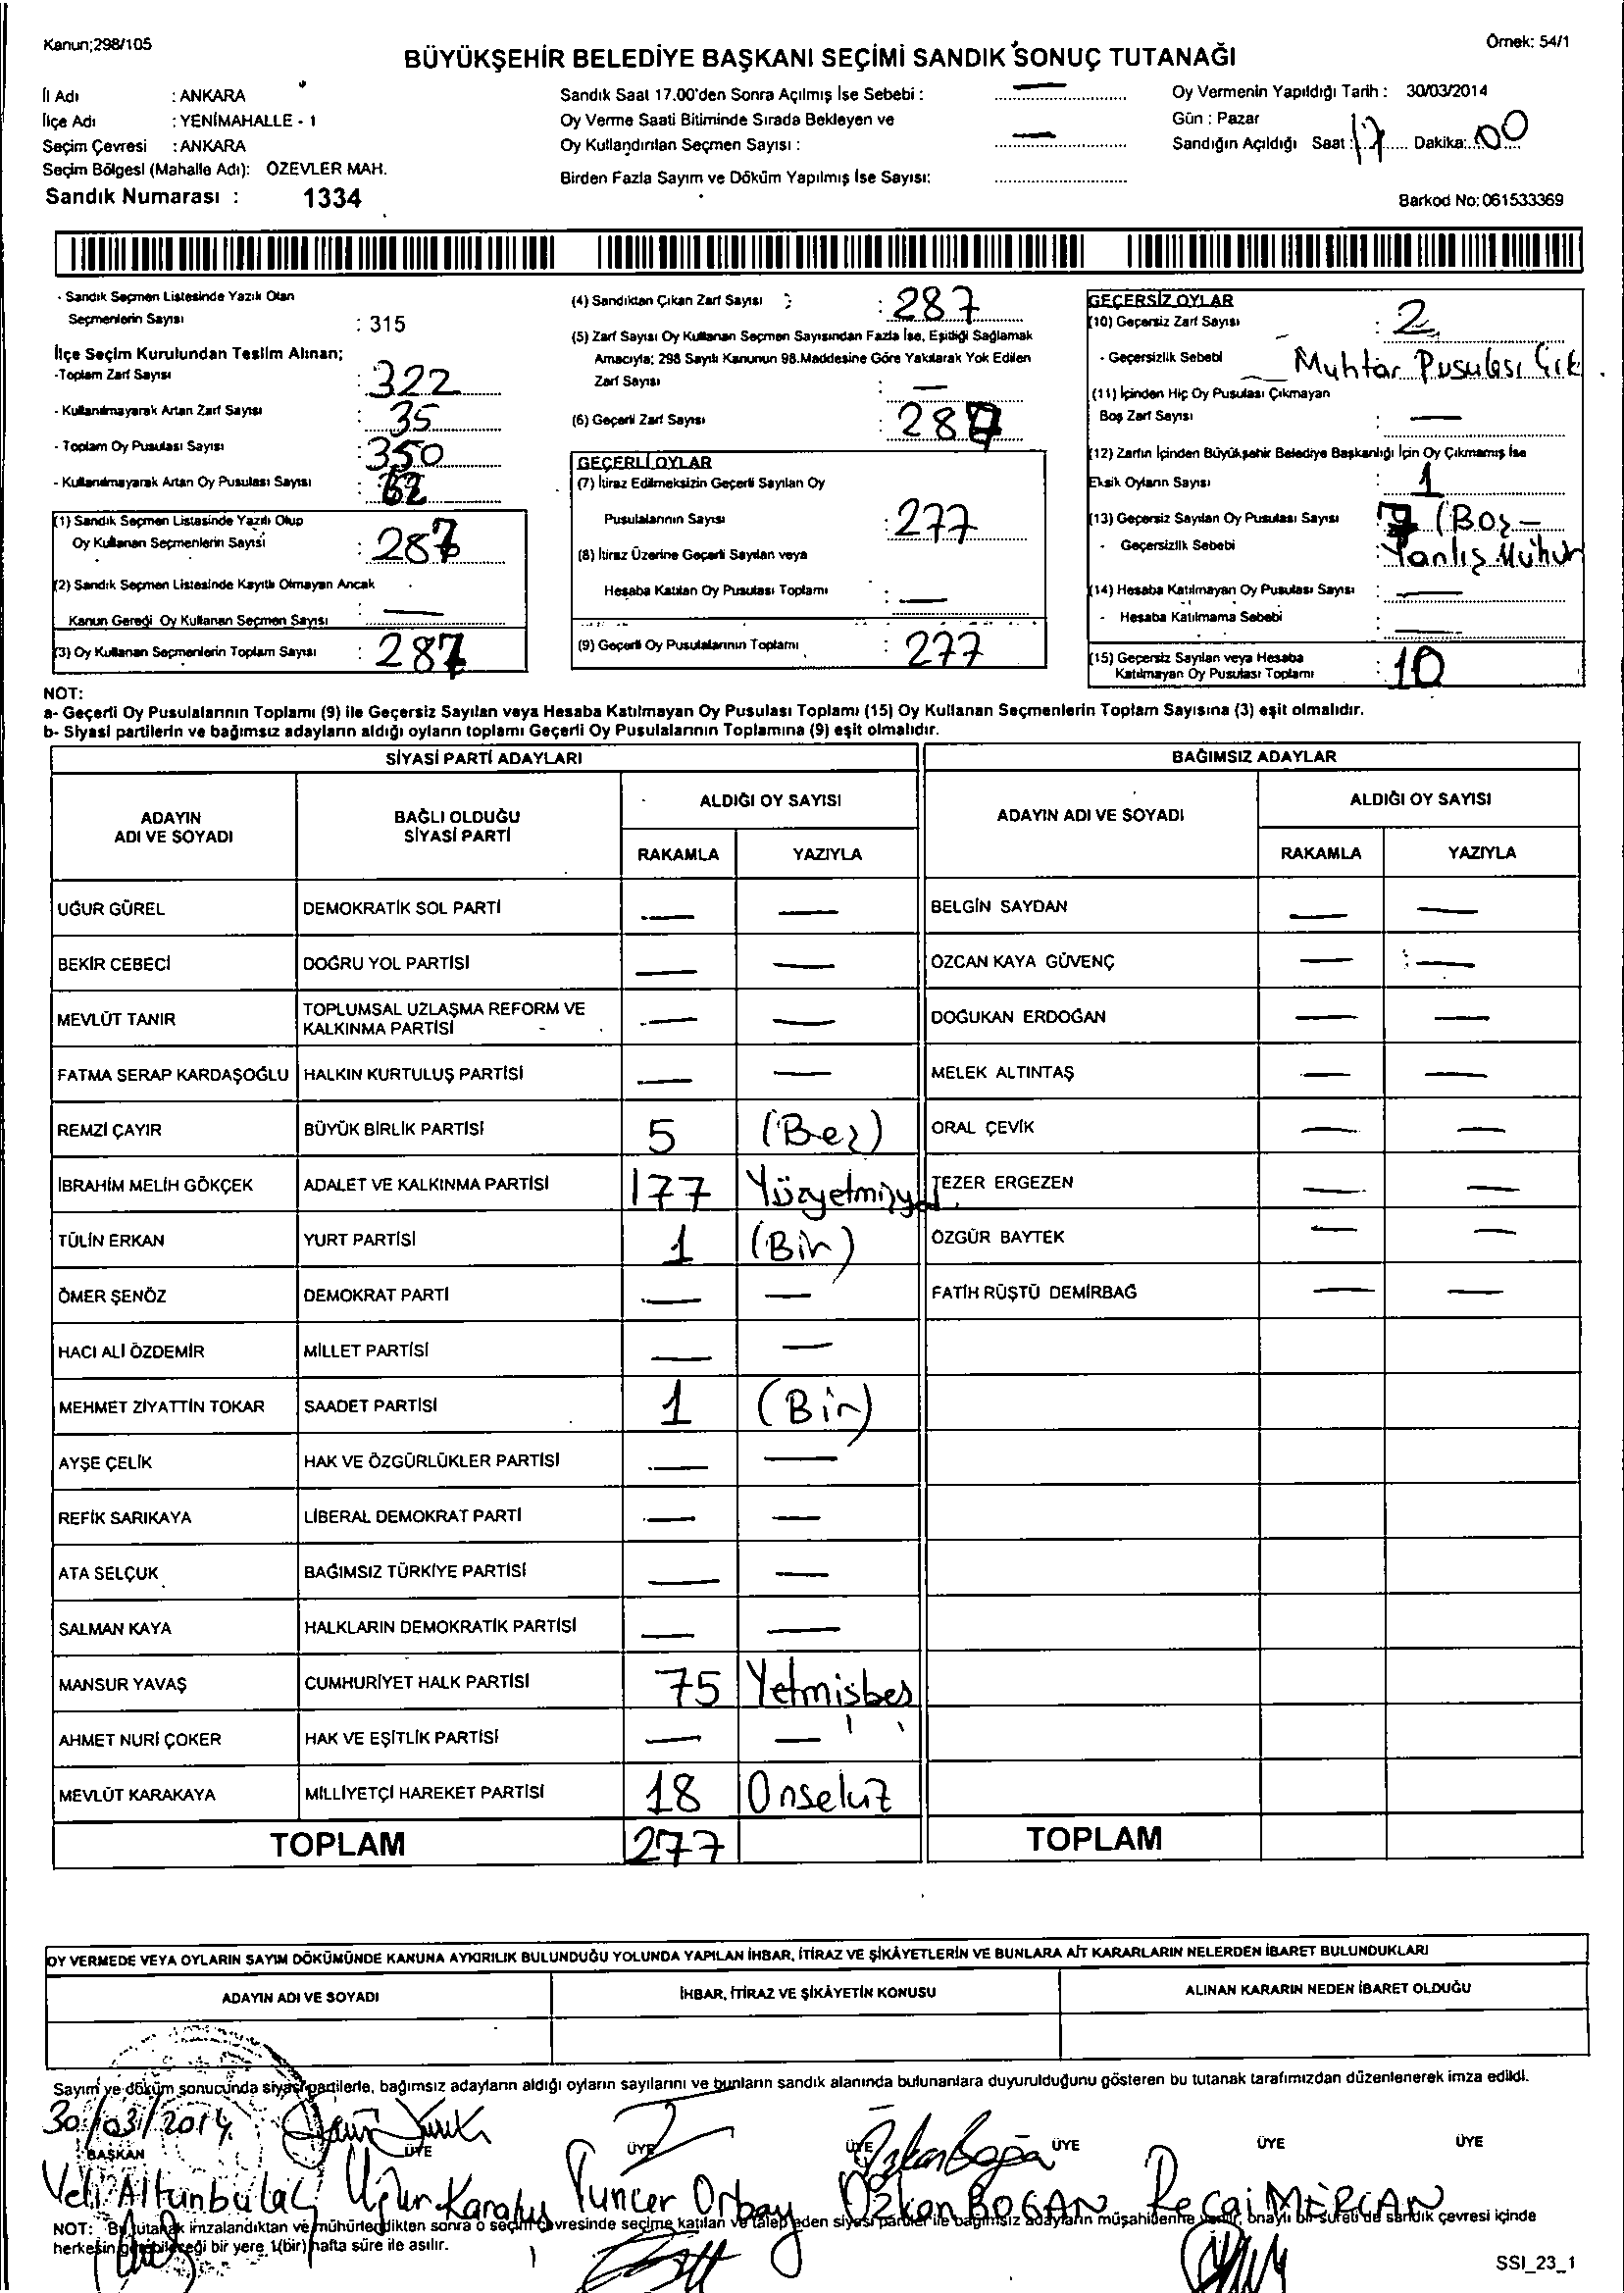 Kanun;298/105
Örnek: 54/1
BÜYÜKŞEHİR BELEDİYE BAŞKANI SEÇİMİ SANDIK SONUÇ TUTANAĞI
İl Adı : ANKARA
İlçe Adı : YENİMAHALLE - 1
Seçim Çevresi : ANKARA
Seçim Bölgesi (Mahalle Adı): ÖZEVLER MAH.
Sandık Numarası : 1334
Sandık Saat 17.00'den Sonra Açılmış İse Sebebi : —
Oy Verme Saati Bitiminde Sırada Bekleyen ve
Oy Kullandırılan Seçmen Sayısı : —
Birden Fazla Sayım ve Döküm Yapılmış İse Sayısı:
Oy Vermenin Yapıldığı Tarih : 30/03/2014
Gün : Pazar
Sandığın Açıldığı Saat : 17 Dakika: 00
Barkod No: 061533369
- Sandık Seçmen Listesinde Yazılı Olan
Seçmenlerin Sayısı : 315
İlçe Seçim Kurulundan Teslim Alınan;
-Toplam Zarf Sayısı : 322
- Kullanılmayarak Artan Zarf Sayısı : 35
- Toplam Oy Pusulası Sayısı : 350
- Kullanılmayarak Artan Oy Pusulası Sayısı :
(1) Sandık Seçmen Listesinde Yazılı Olup
Oy Kullanan Seçmenlerin Sayısı : 287
(2) Sandık Seçmen Listesinde Kayıtlı Olmayan Ancak
Kanun Gereği Oy Kullanan Seçmen Sayısı : —
(3) Oy Kullanan Seçmenlerin Toplam Sayısı : 287
(4) Sandıktan Çıkan Zarf Sayısı : 287
(5) Zarf Sayısı Oy Kullanan Seçmen Sayısından Fazla İse, Eşitliği Sağlamak
Amacıyla; 298 Sayılı Kanunun 98.Maddesine Göre Yakılarak Yok Edilen
Zarf Sayısı : —
(6) Geçerli Zarf Sayısı :
GEÇERLİ OYLAR
(7) İtiraz Edilmeksizin Geçerli Sayılan Oy
Pusulalarının Sayısı : 277
(8) İtiraz Üzerine Geçerli Sayılan veya
Hesaba Katılan Oy Pusulası Toplamı : —
(9) Geçerli Oy Pusulalarının Toplamı : 277
GEÇERSİZ OYLAR
(10) Geçersiz Zarf Sayısı : 2
- Geçersizlik Sebebi Muhtar Pusulası
(11) İçinden Hiç Oy Pusulası Çıkmayan
Boş Zarf Sayısı : —
(12) Zarfın İçinden Büyükşehir Belediye Başkanlığı İçin Oy Çıkmamış İse
Eksik Oyların Sayısı : 1
(13) Geçersiz Sayılan Oy Pusulası Sayısı : 7 (Boş-
- Geçersizlik Sebebi : Yanlış Mühür
(14) Hesaba Katılmayan Oy Pusulası Sayısı : —
- Hesaba Katılmama Sebebi : —
(15) Geçersiz Sayılan veya Hesaba
Katılmayan Oy Pusulası Toplamı : 10
NOT:
a- Geçerli Oy Pusulalarının Toplamı (9) ile Geçersiz Sayılan veya Hesaba Katılmayan Oy Pusulası Toplamı (15) Oy Kullanan Seçmenlerin Toplam Sayısına (3) eşit olmalıdır.
b- Siyasi partilerin ve bağımsız adayların aldığı oyların toplamı Geçerli Oy Pusulalarının Toplamına (9) eşit olmalıdır.
SİYASİ PARTİ ADAYLARI
BAĞIMSIZ ADAYLAR
ADAYIN
ADI VE SOYADI
BAĞLI OLDUĞU
SİYASİ PARTİ
ALDIĞI OY SAYISI
RAKAMLA YAZIYLA
ADAYIN ADI VE SOYADI
ALDIĞI OY SAYISI
RAKAMLA YAZIYLA
UĞUR GÜREL DEMOKRATİK SOL PARTİ — — BELGİN SAYDAN — —
BEKİR CEBECİ DOĞRU YOL PARTİSİ — — ÖZCAN KAYA GÜVENÇ — —
MEVLÜT TANIR TOPLUMSAL UZLAŞMA REFORM VE
KALKINMA PARTİSİ — — DOĞUKAN ERDOĞAN — —
FATMA SERAP KARDAŞOĞLU HALKIN KURTULUŞ PARTİSİ — — MELEK ALTINTAŞ — —
REMZİ ÇAYIR BÜYÜK BİRLİK PARTİSİ 5 (Beş) ORAL ÇEVİK — —
İBRAHİM MELİH GÖKÇEK ADALET VE KALKINMA PARTİSİ 177 Yüzyetmişyedi TEZER ERGEZEN — —
TÜLİN ERKAN YURT PARTİSİ 1 (Bir) ÖZGÜR BAYTEK — —
ÖMER ŞENÖZ DEMOKRAT PARTİ — — FATİH RÜŞTÜ DEMİRBAĞ — —
HACI ALİ ÖZDEMİR MİLLET PARTİSİ — —
MEHMET ZİYATTİN TOKAR SAADET PARTİSİ 1 (Bir)
AYŞE ÇELİK HAK VE ÖZGÜRLÜKLER PARTİSİ — —
REFİK SARIKAYA LİBERAL DEMOKRAT PARTİ — —
ATA SELÇUK BAĞIMSIZ TÜRKİYE PARTİSİ — —
SALMAN KAYA HALKLARIN DEMOKRATİK PARTİSİ — —
MANSUR YAVAŞ CUMHURİYET HALK PARTİSİ 75 Yetmişbeş
AHMET NURİ ÇOKER HAK VE EŞİTLİK PARTİSİ — —
MEVLÜT KARAKAYA MİLLİYETÇİ HAREKET PARTİSİ 18 Onsekiz
TOPLAM 277 TOPLAM
OY VERMEDE VEYA OYLARIN SAYIM DÖKÜMÜNDE KANUNA AYKIRILIK BULUNDUĞU YOLUNDA YAPILAN İHBAR, İTİRAZ VE ŞİKÂYETLERİN VE BUNLARA AİT KARARLARIN NELERDEN İBARET BULUNDUKLARI
ADAYIN ADI VE SOYADI İHBAR, İTİRAZ VE ŞİKÂYETİN KONUSU ALINAN KARARIN NEDEN İBARET OLDUĞU
Sayım ve döküm sonucunda siyasi partilerle, bağımsız adayların aldığı oyların sayılarını ve bunların sandık alanında bulunanlara duyurulduğunu gösteren bu tutanak tarafımızdan düzenlenerek imza edildi.
30/03/2014
BAŞKAN ÜYE ÜYE ÜYE ÜYE ÜYE ÜYE
Veli Altunbulaç Uğur Karakuş Tuncer Orbay Özkan BOĞAN Recai MERCAN
NOT: Bu tutanak imzalandıktan ve mühürlendikten sonra o seçim çevresinde seçime katılan ve talep eden siyasi partiler ile bağımsız adayların müşahitlerine verilir, onaylı bir sureti de sandık çevresi içinde
herkesin görebileceği bir yere 1(bir) hafta süre ile asılır.
SSI_23_1